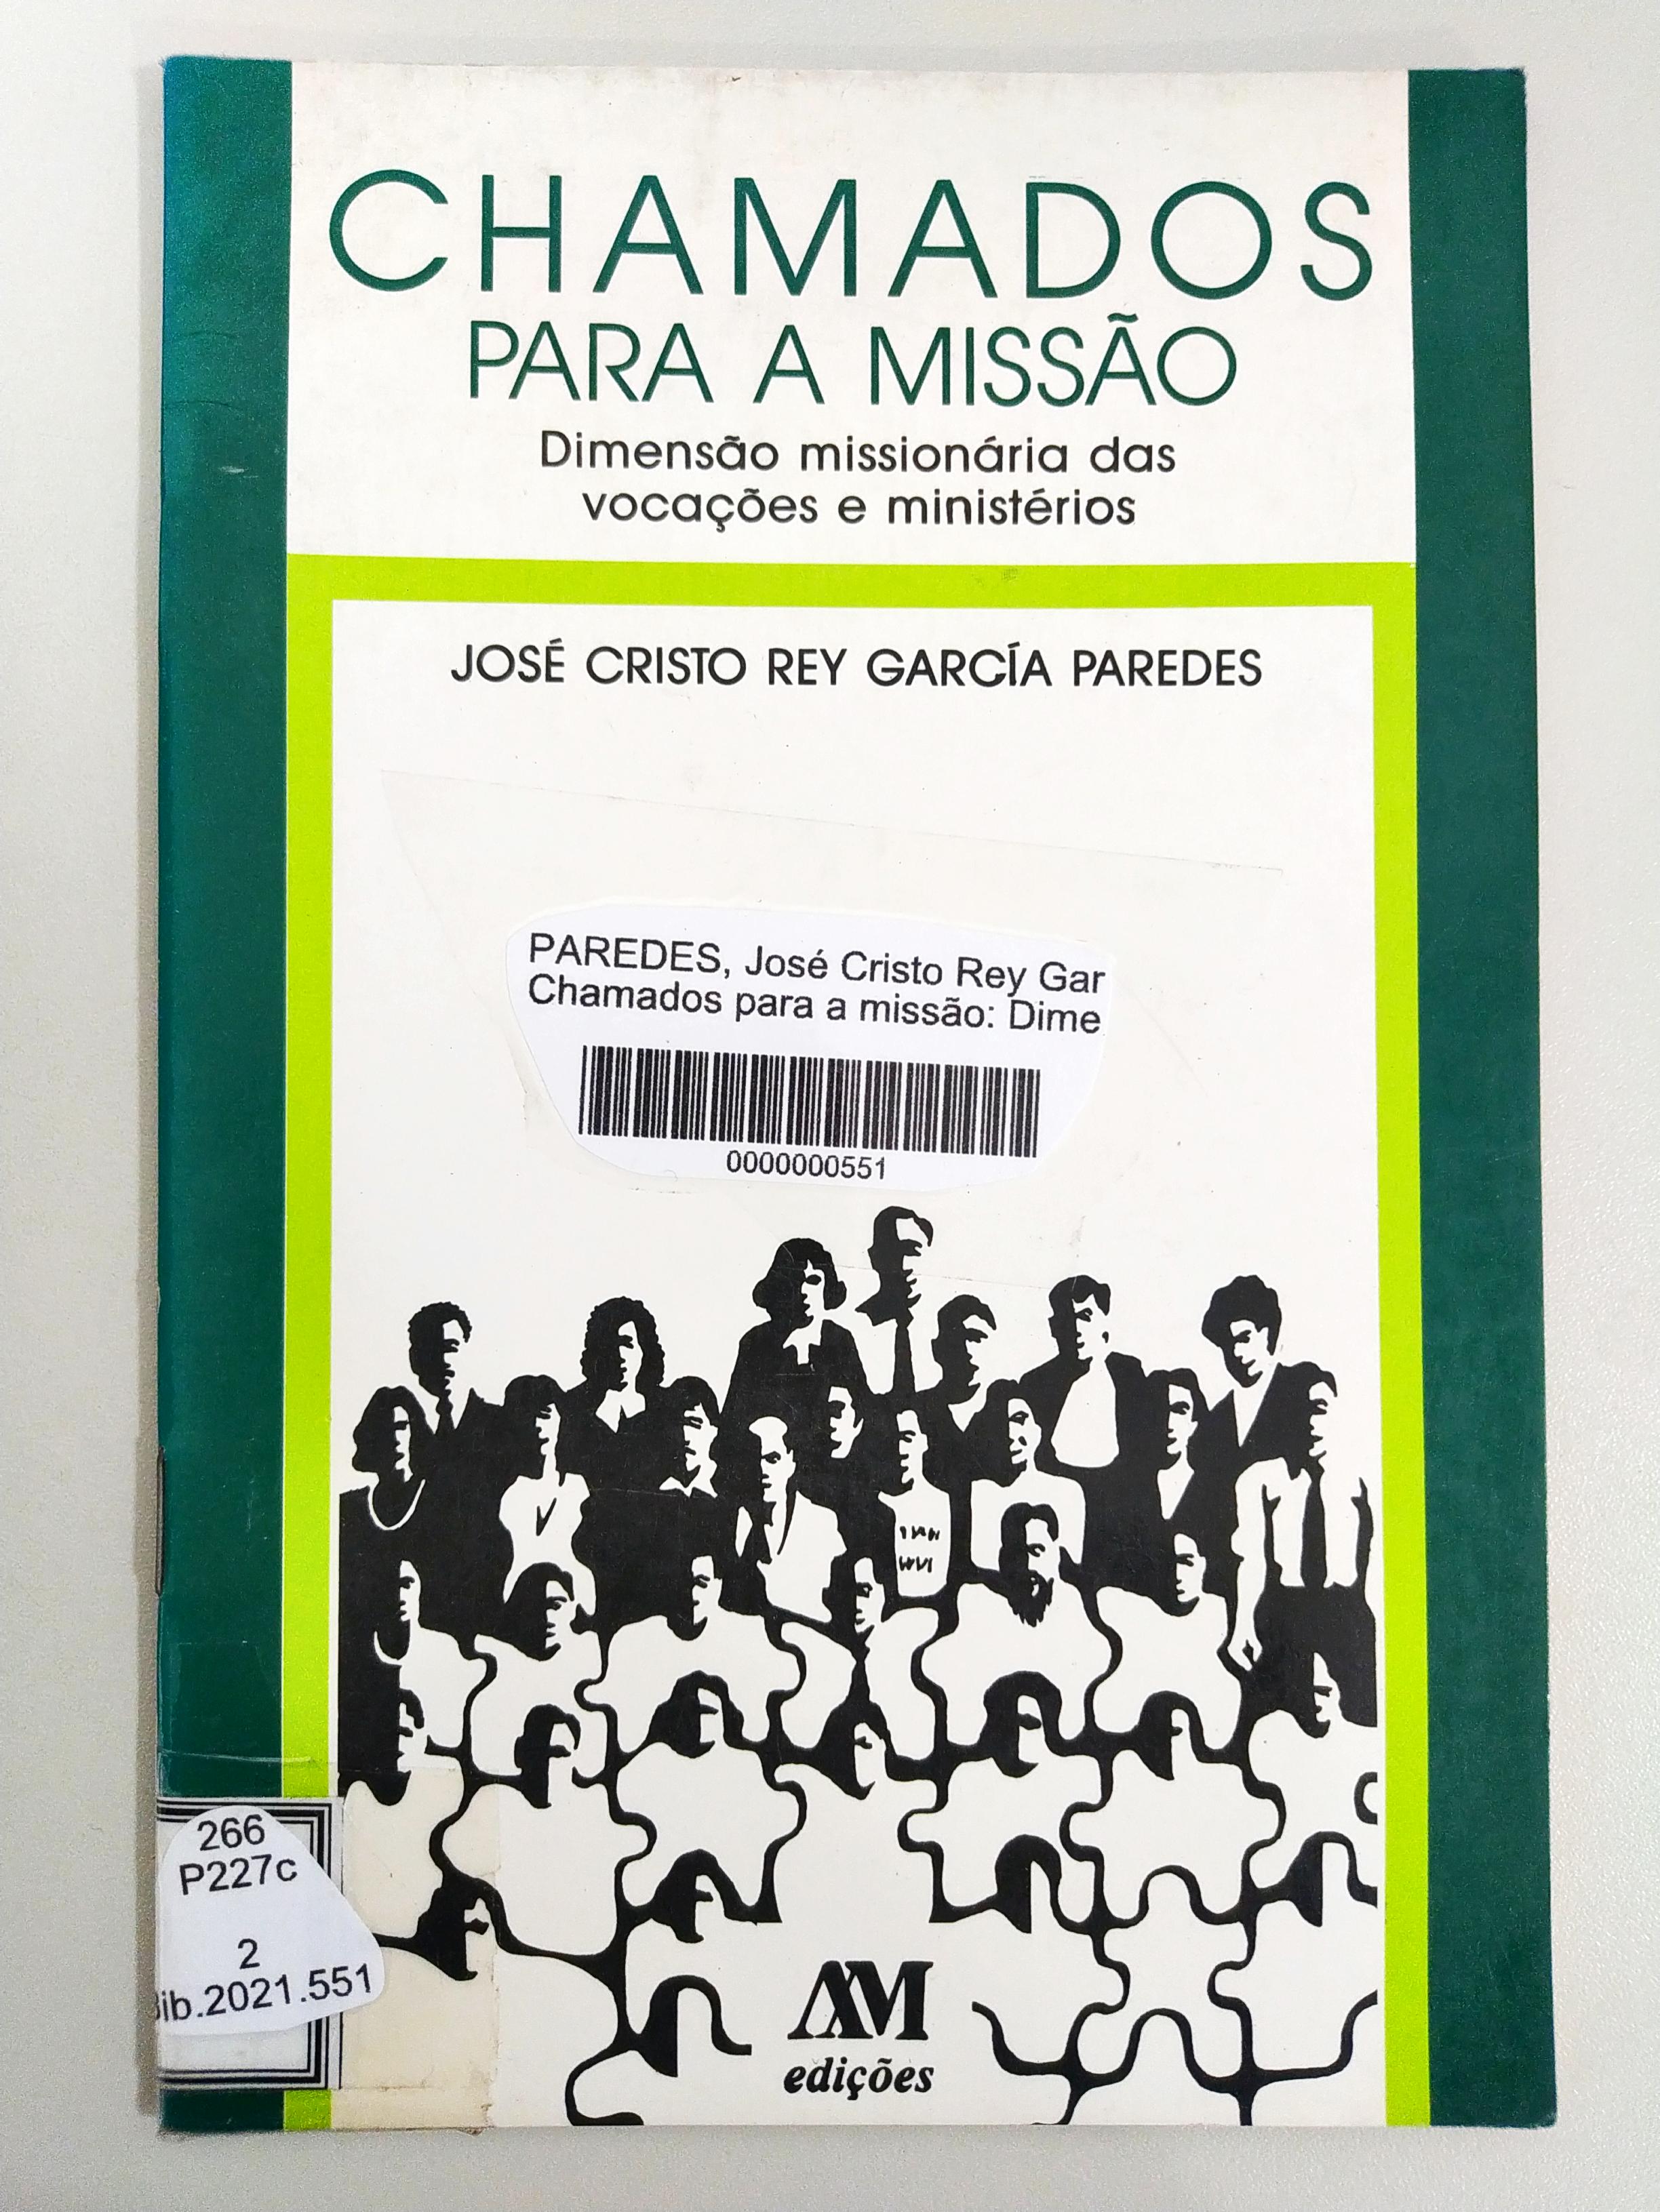 CHAMADOS
PARA A MISSÃO
Dimensão missionária das
vocações e ministérios
JOSÉ CRISTO REY GARCÍA PAREDES
PAREDES, José Cristo Rey Gar
Chamados para a missão: Dime
0000000551
266
P227c
2
ib.2021.551
AM
edições